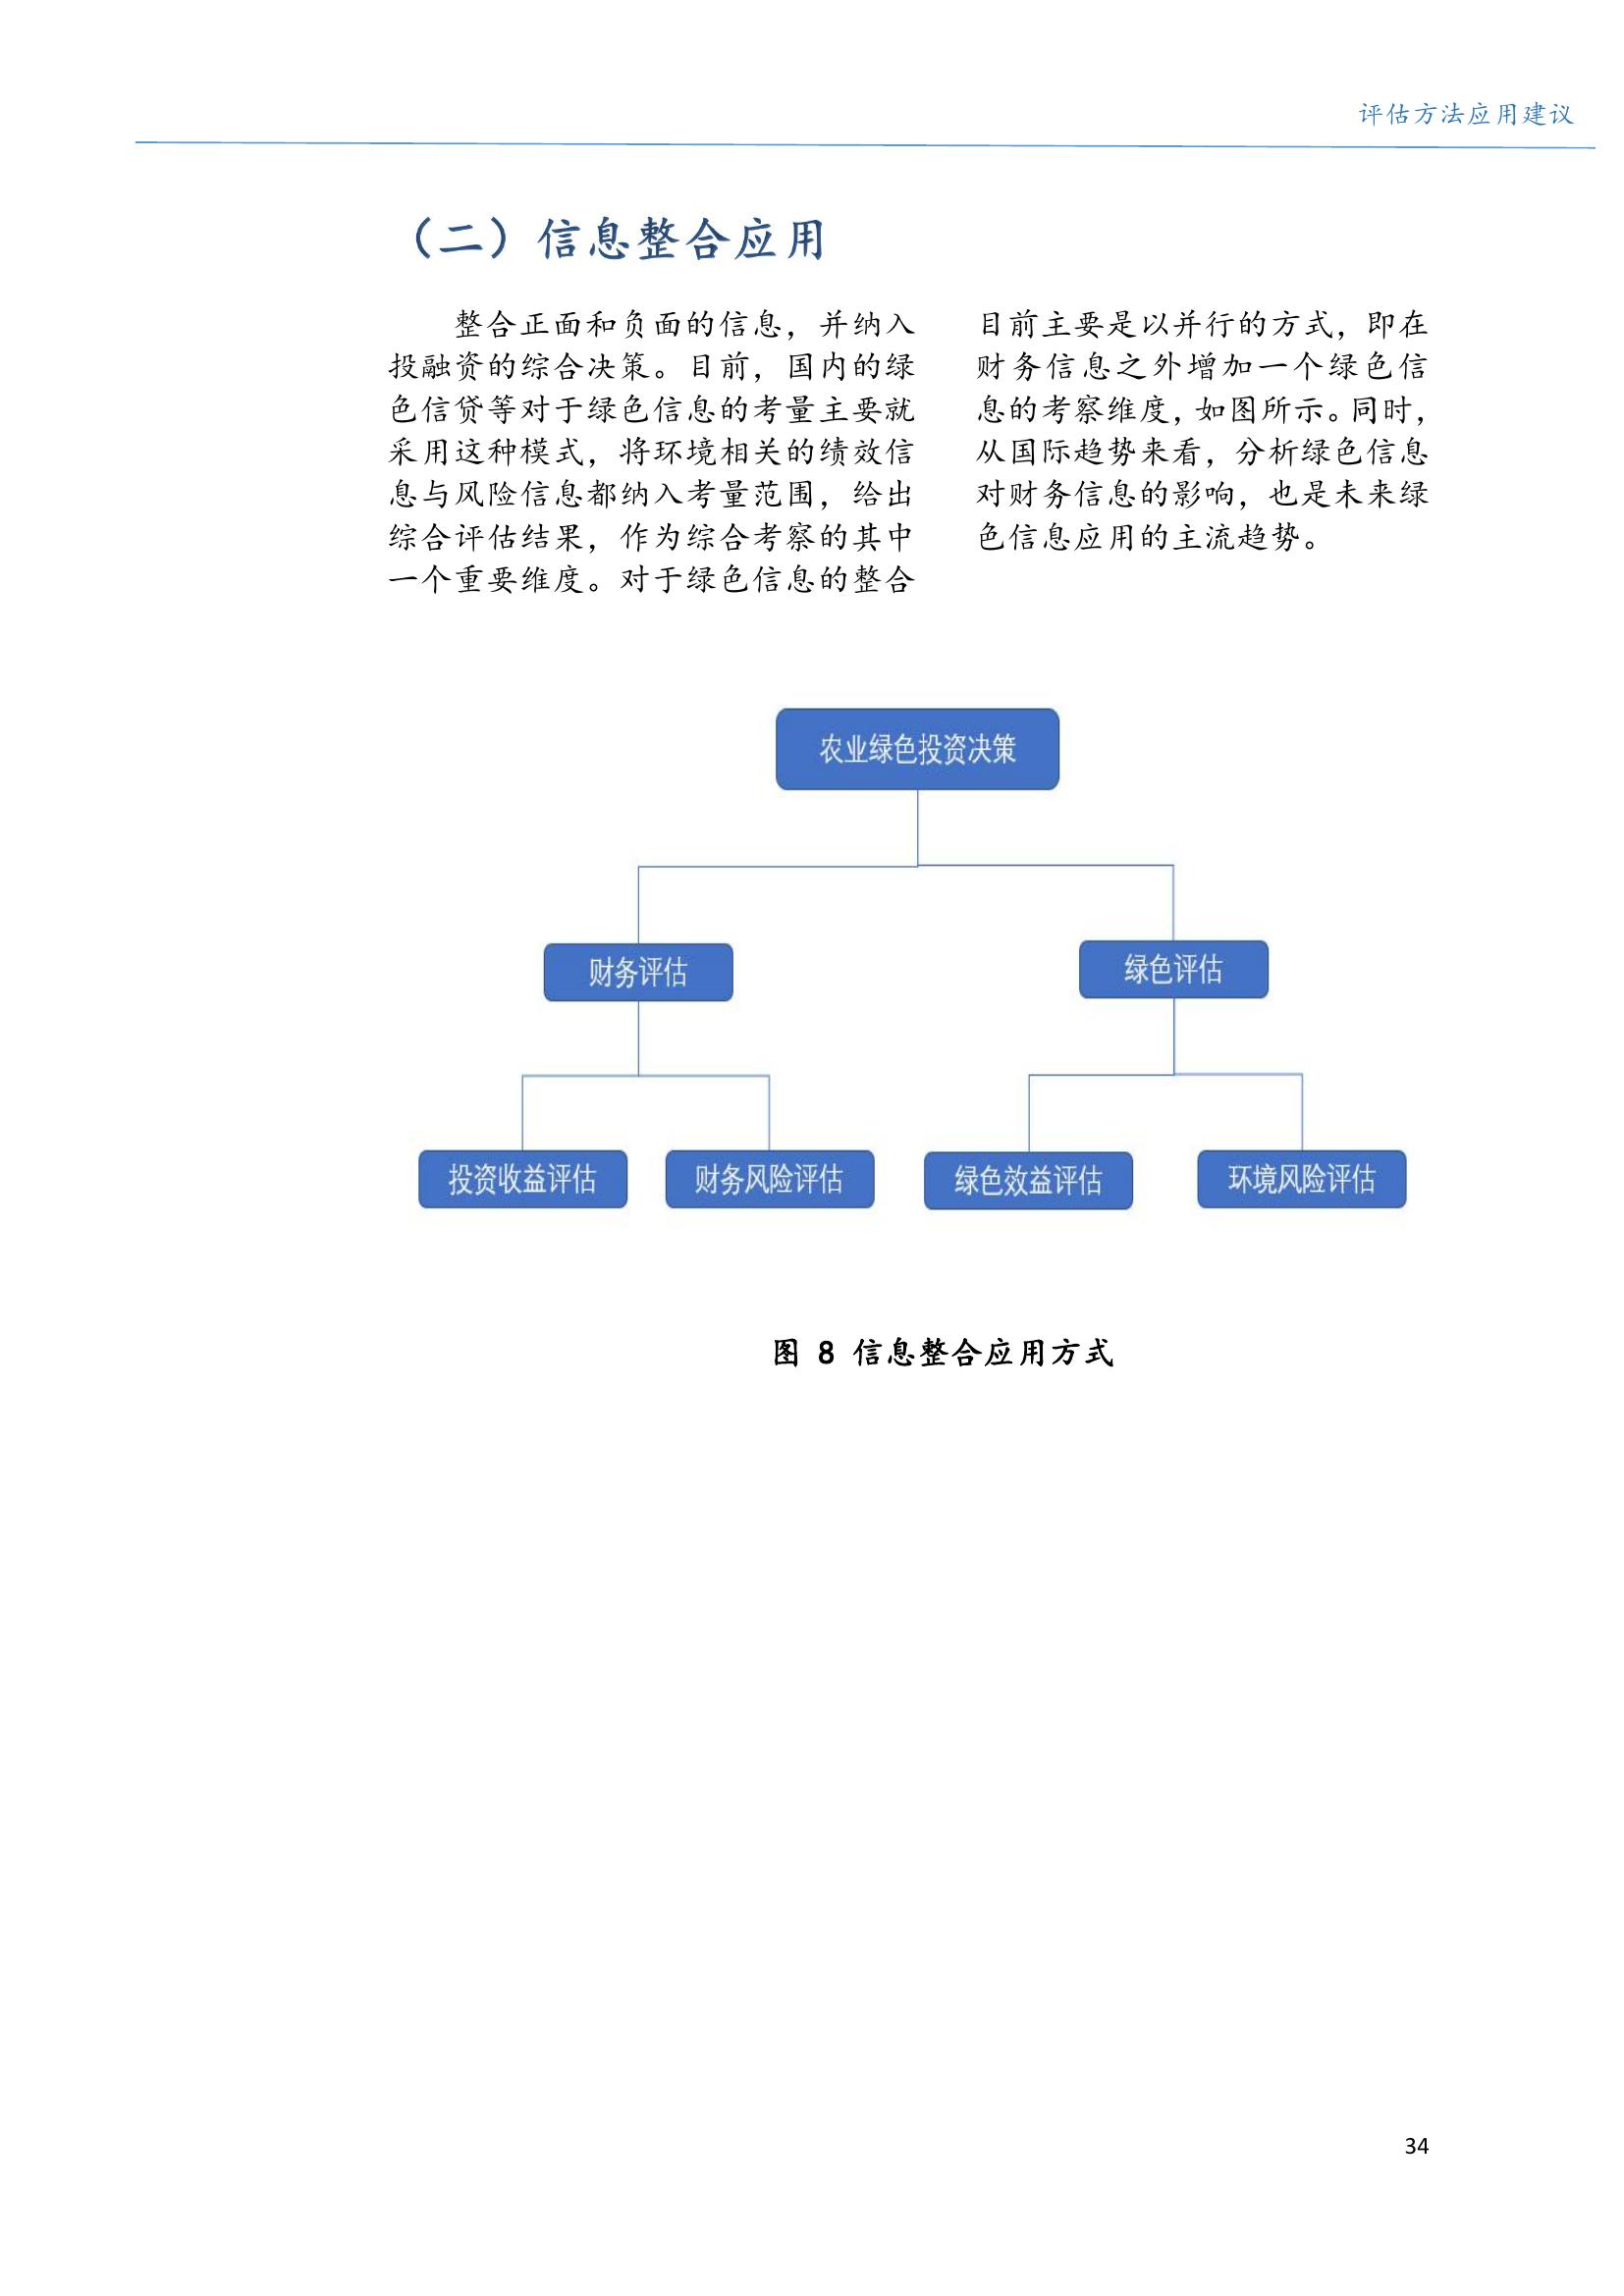 评估方法应用建议
（二）信息整合应用
整合正面和负面的信息，并纳入
投融资的综合决策。目前，国内的绿
色信贷等对于绿色信息的考量主要就
采用这种模式，将环境相关的绩效信
息与风险信息都纳入考量范围，给出
综合评估结果，作为综合考察的其中
一个重要维度。对于绿色信息的整合
目前主要是以并行的方式，即在
财务信息之外增加一个绿色信
息的考察维度，如图所示。同时，
从国际趋势来看，分析绿色信息
对财务信息的影响，也是未来绿
色信息应用的主流趋势。
农业绿色投资决策
财务评估
绿色评估
投资收益评估
财务风险评估
绿色效益评估
环境风险评估
图 8 信息整合应用方式
34